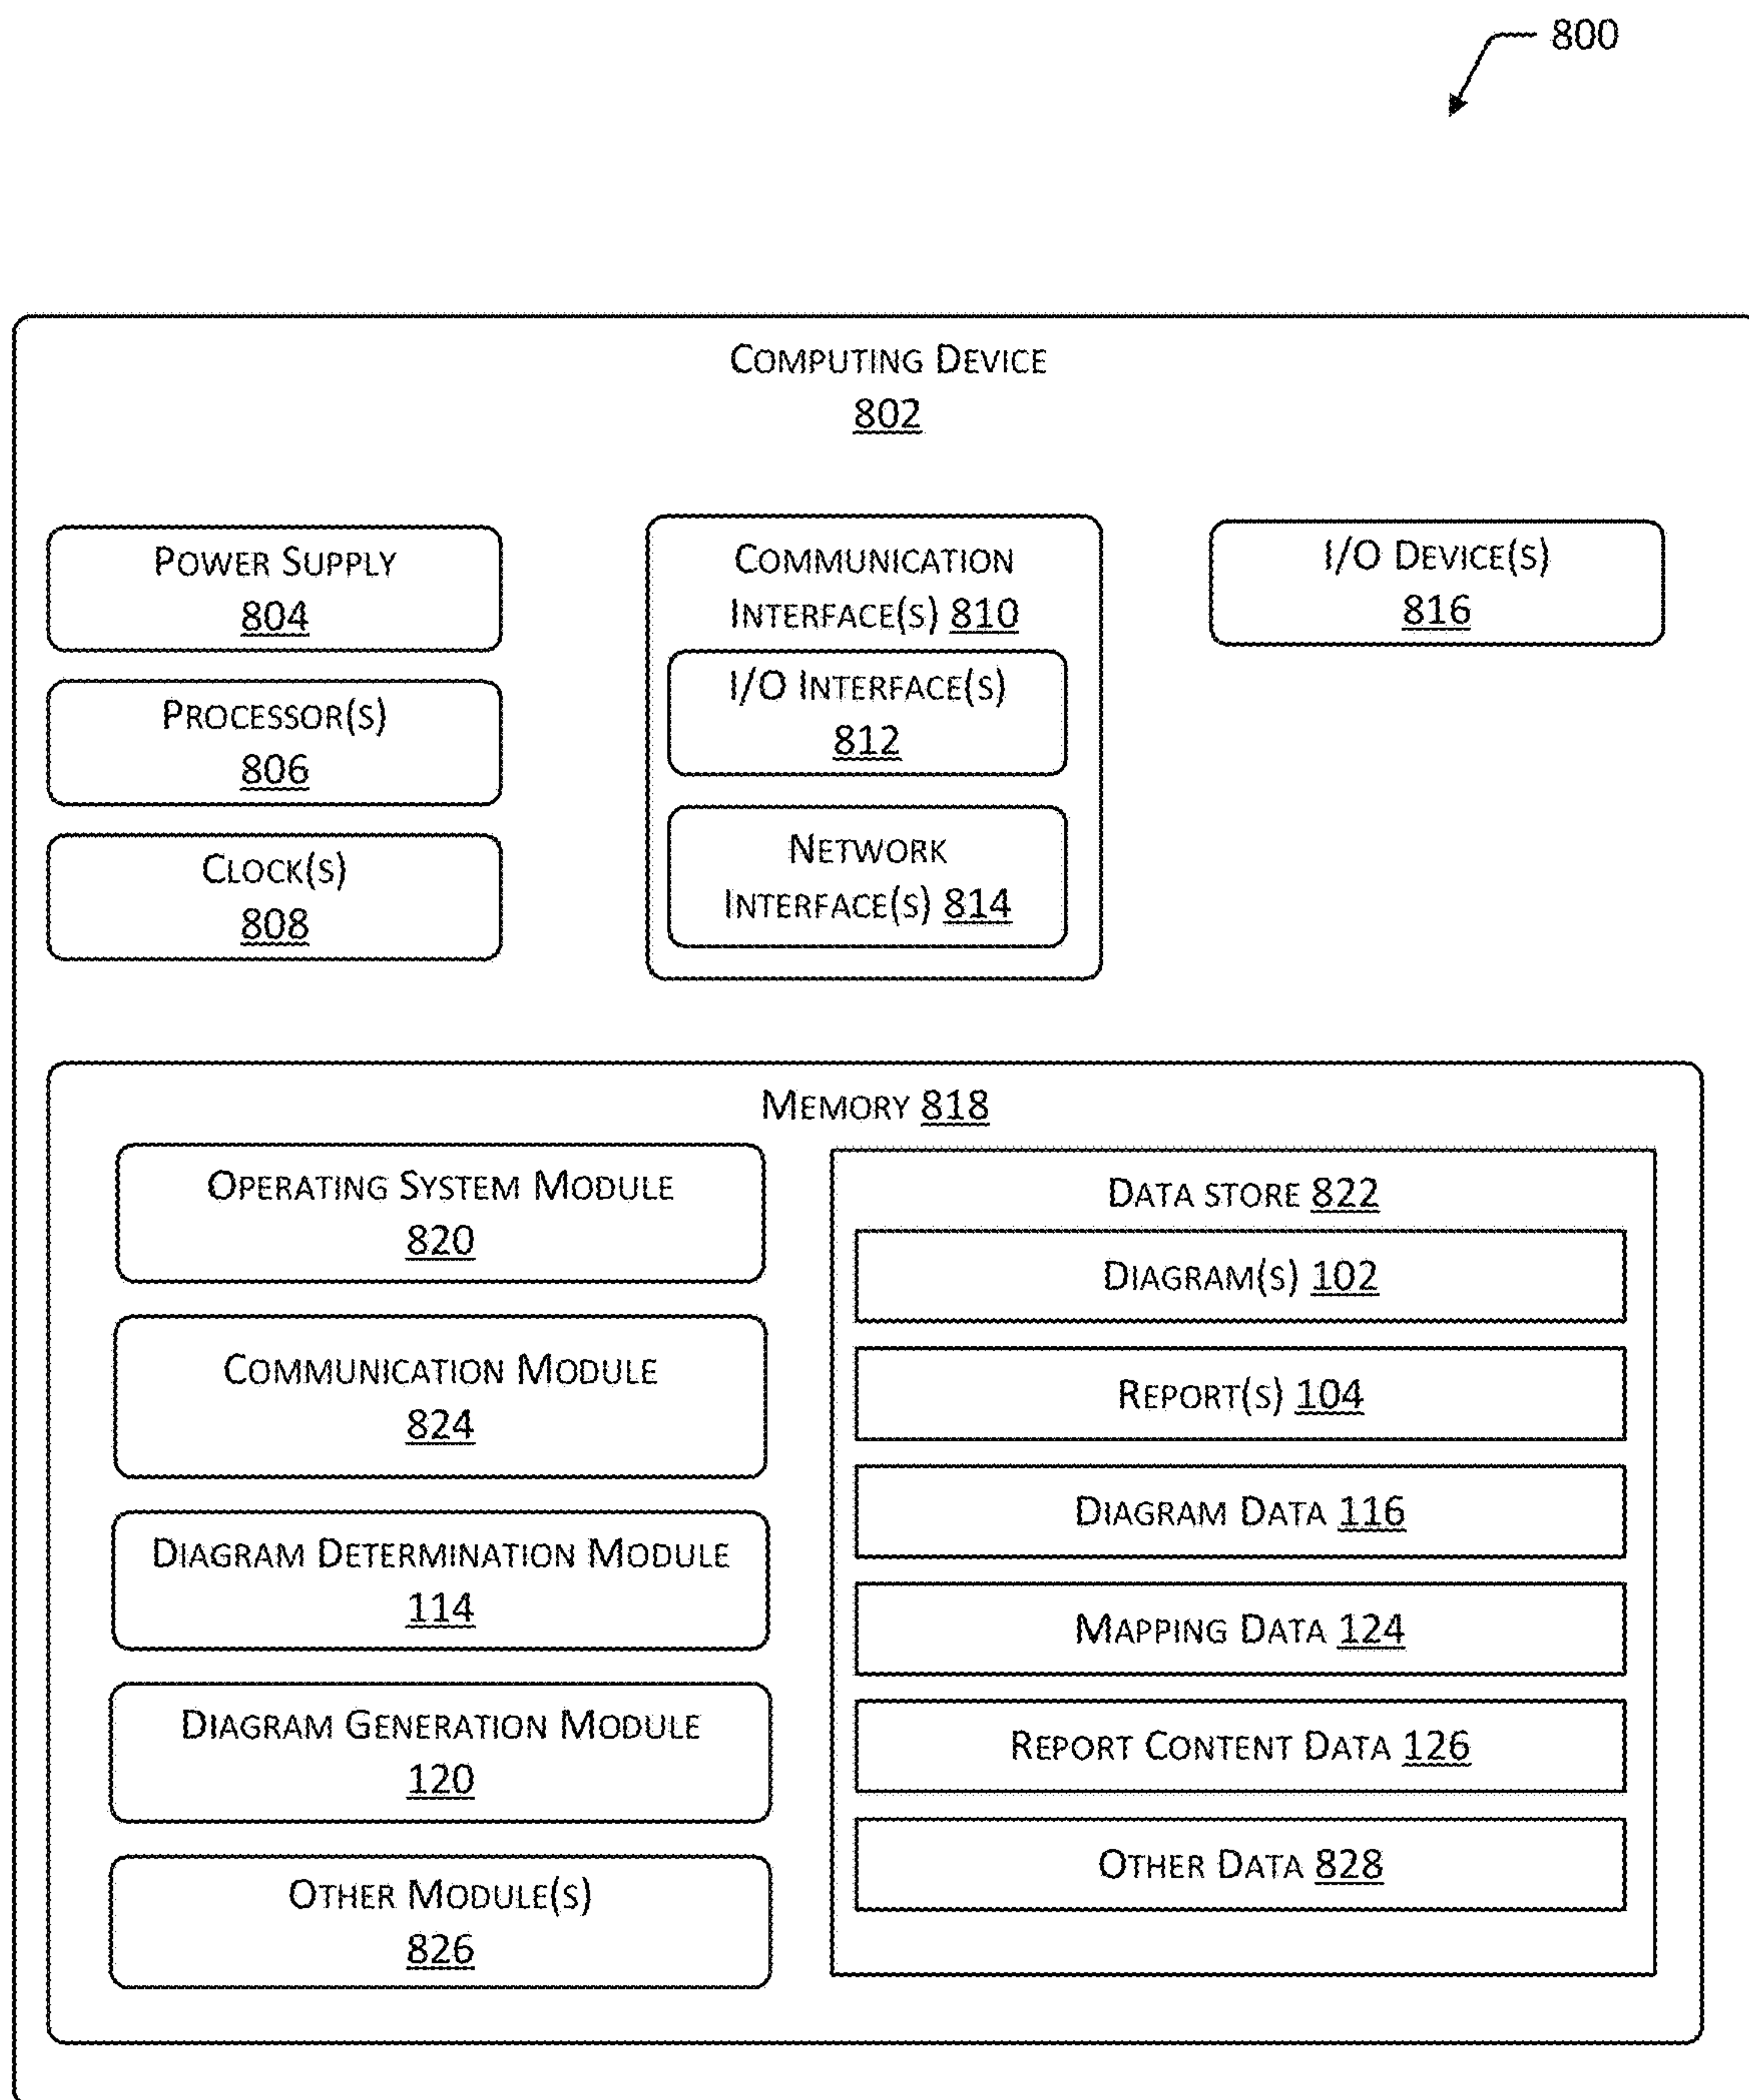 800
COMPUTING DEVICE
802
POWER SUPPLY
804
PROCESSOR(S)
806
CLOCK(S)
808
COMMUNICATION
INTERFACE(S) 810
I/O INTERFACE(S)
812
NETWORK
INTERFACE(S) 814
I/O DEVICE(S)
816
MEMORY 818
OPERATING SYSTEM MODULE
820
COMMUNICATION MODULE
824
DIAGRAM DETERMINATION MODULE
114
DIAGRAM GENERATION MODULE
120
OTHER MODULE(S)
826
DATA STORE 822
DIAGRAM(S) 102
REPORT(S) 104
DIAGRAM DATA 116
MAPPING DATA 124
REPORT CONTENT DATA 126
OTHER DATA 828